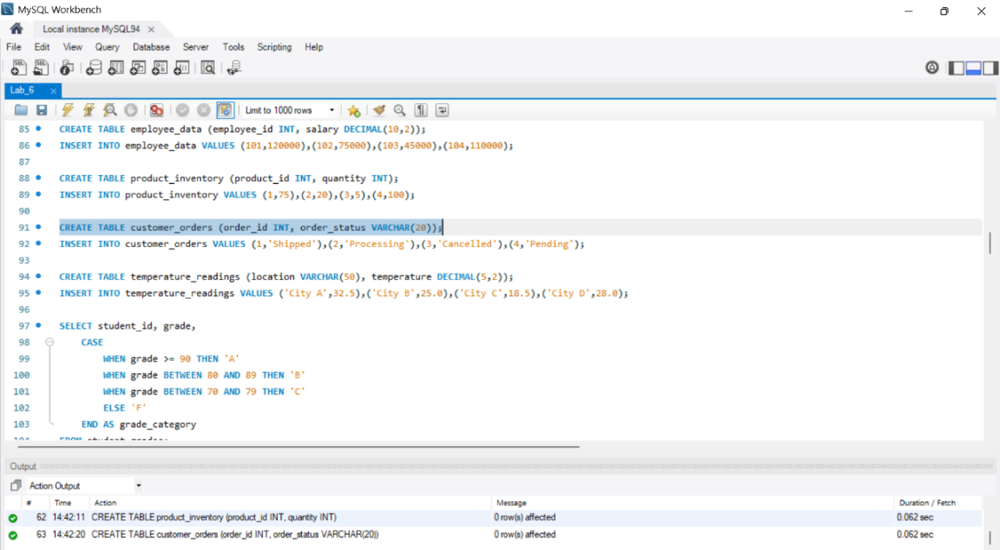 MySQL Workbench
Local instance MySQL94 ×
File Edit View Query Database Server Tools Scripting Help
Lab_6 ×
Limit to 1000 rows
85 CREATE TABLE employee_data (employee_id INT, salary DECIMAL(10,2));
86 INSERT INTO employee_data VALUES (101,120000),(102,75000),(103,45000),(104,110000);
87
88 CREATE TABLE product_inventory (product_id INT, quantity INT);
89 INSERT INTO product_inventory VALUES (1,75),(2,20),(3,5),(4,100);
90
91 CREATE TABLE customer_orders (order_id INT, order_status VARCHAR(20));
92 INSERT INTO customer_orders VALUES (1,'Shipped'),(2,'Processing'),(3,'Cancelled'),(4,'Pending');
93
94 CREATE TABLE temperature_readings (location VARCHAR(50), temperature DECIMAL(5,2));
95 INSERT INTO temperature_readings VALUES ('City A',32.5),('City B',25.0),('City C',18.5),('City D',28.0);
96
97 SELECT student_id, grade,
98 CASE
99 WHEN grade >= 90 THEN 'A'
100 WHEN grade BETWEEN 80 AND 89 THEN 'B'
101 WHEN grade BETWEEN 70 AND 79 THEN 'C'
102 ELSE 'F'
103 END AS grade_category
104 FROM student_grades;
Output
Action Output
# Time Action Message Duration / Fetch
62 14:42:11 CREATE TABLE product_inventory (product_id INT, quantity INT) 0 row(s) affected 0.062 sec
63 14:42:20 CREATE TABLE customer_orders (order_id INT, order_status VARCHAR(20)) 0 row(s) affected 0.062 sec